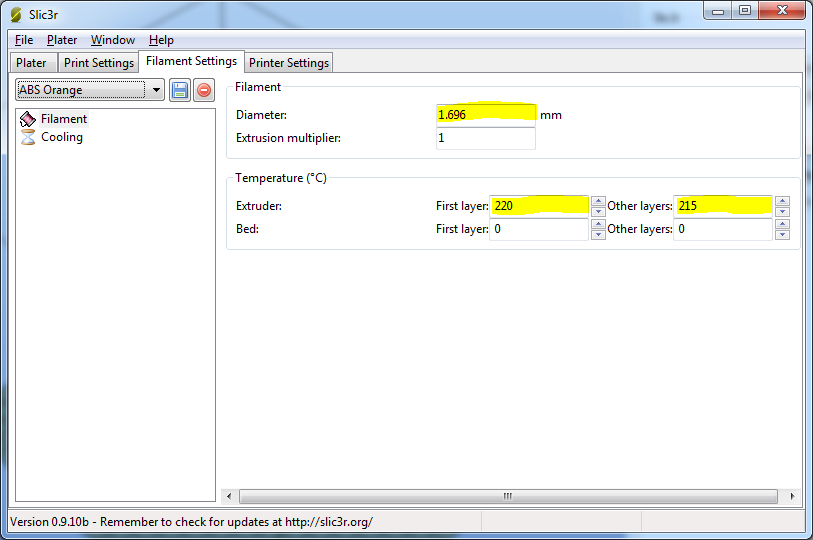 Slic3r
File Plater Window Help
Plater Print Settings Filament Settings Printer Settings
ABS Orange
Filament
Cooling
Filament
Diameter: 1.696 mm
Extrusion multiplier: 1
Temperature (°C)
Extruder: First layer: 220 Other layers: 215
Bed: First layer: 0 Other layers: 0
Version 0.9.10b - Remember to check for updates at http://slic3r.org/